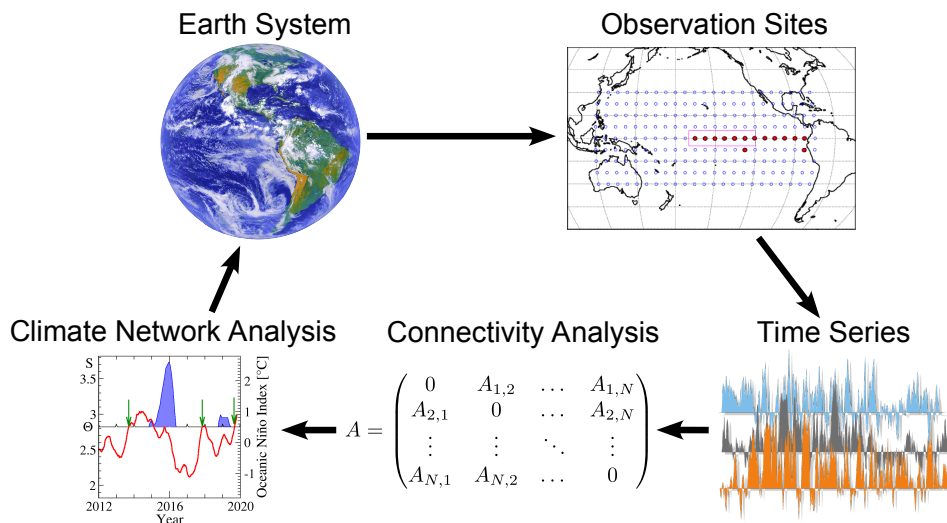 Earth System
Observation Sites
Climate Network Analysis
Connectivity Analysis
Time Series
S
3.5
3
Θ
2.5
2
2012
2016
2020
Year
2
1
0
-1
Oceanic Niño Index [°C]
A =
0 A₁,₂ … A₁,N
A₂,₁ 0 … A₂,N
⋮ ⋮ ⋱ ⋮
A_N,1 A_N,2 … 0